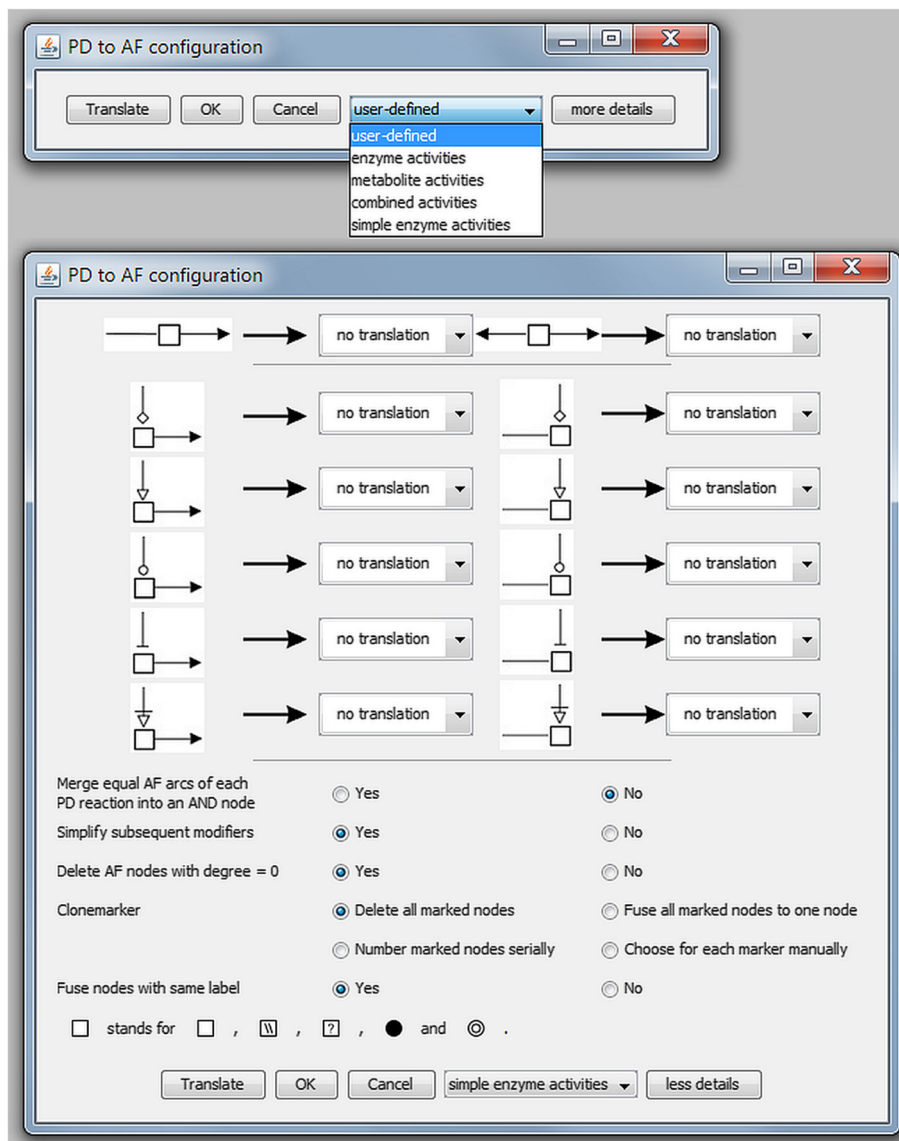 PD to AF configuration
Translate OK Cancel user-defined more details
user-defined
enzyme activities
metabolite activities
combined activities
simple enzyme activities
PD to AF configuration
no translation no translation
no translation no translation
no translation no translation
no translation no translation
no translation no translation
no translation no translation
Merge equal AF arcs of each
PD reaction into an AND node Yes No
Simplify subsequent modifiers Yes No
Delete AF nodes with degree = 0 Yes No
Clonemarker Delete all marked nodes Fuse all marked nodes to one node
Number marked nodes serially Choose for each marker manually
Fuse nodes with same label Yes No
stands for , \\ , ? , and .
Translate OK Cancel simple enzyme activities less details